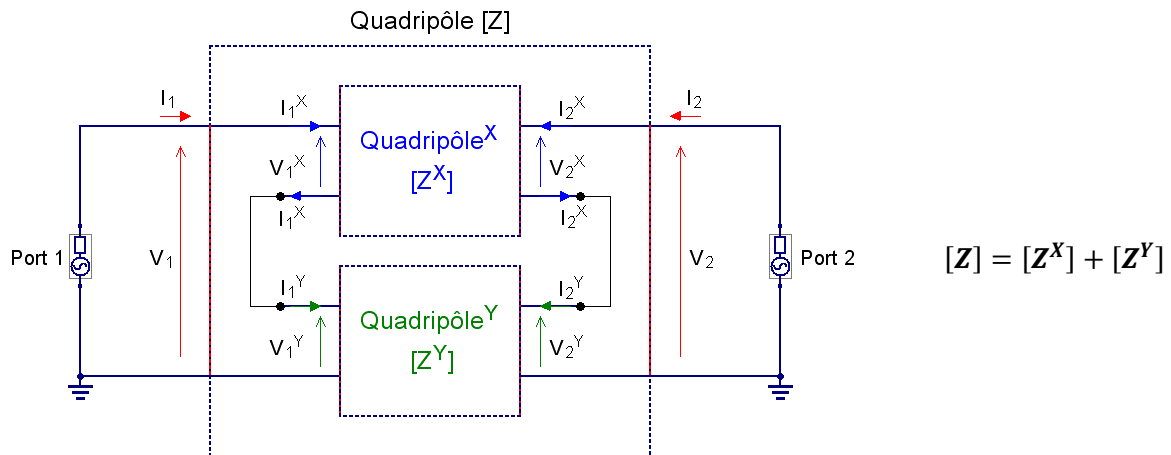 Quadripôle [Z]
I₁ I₁ˣ I₂ˣ I₂
Quadripôleˣ
V₁ˣ [Zˣ] V₂ˣ
I₁ˣ I₂ˣ
Port 1 V₁ V₂ Port 2 [Z] = [Zˣ] + [Zʸ]
I₁ʸ I₂ʸ
Quadripôleʸ
V₁ʸ [Zʸ] V₂ʸ